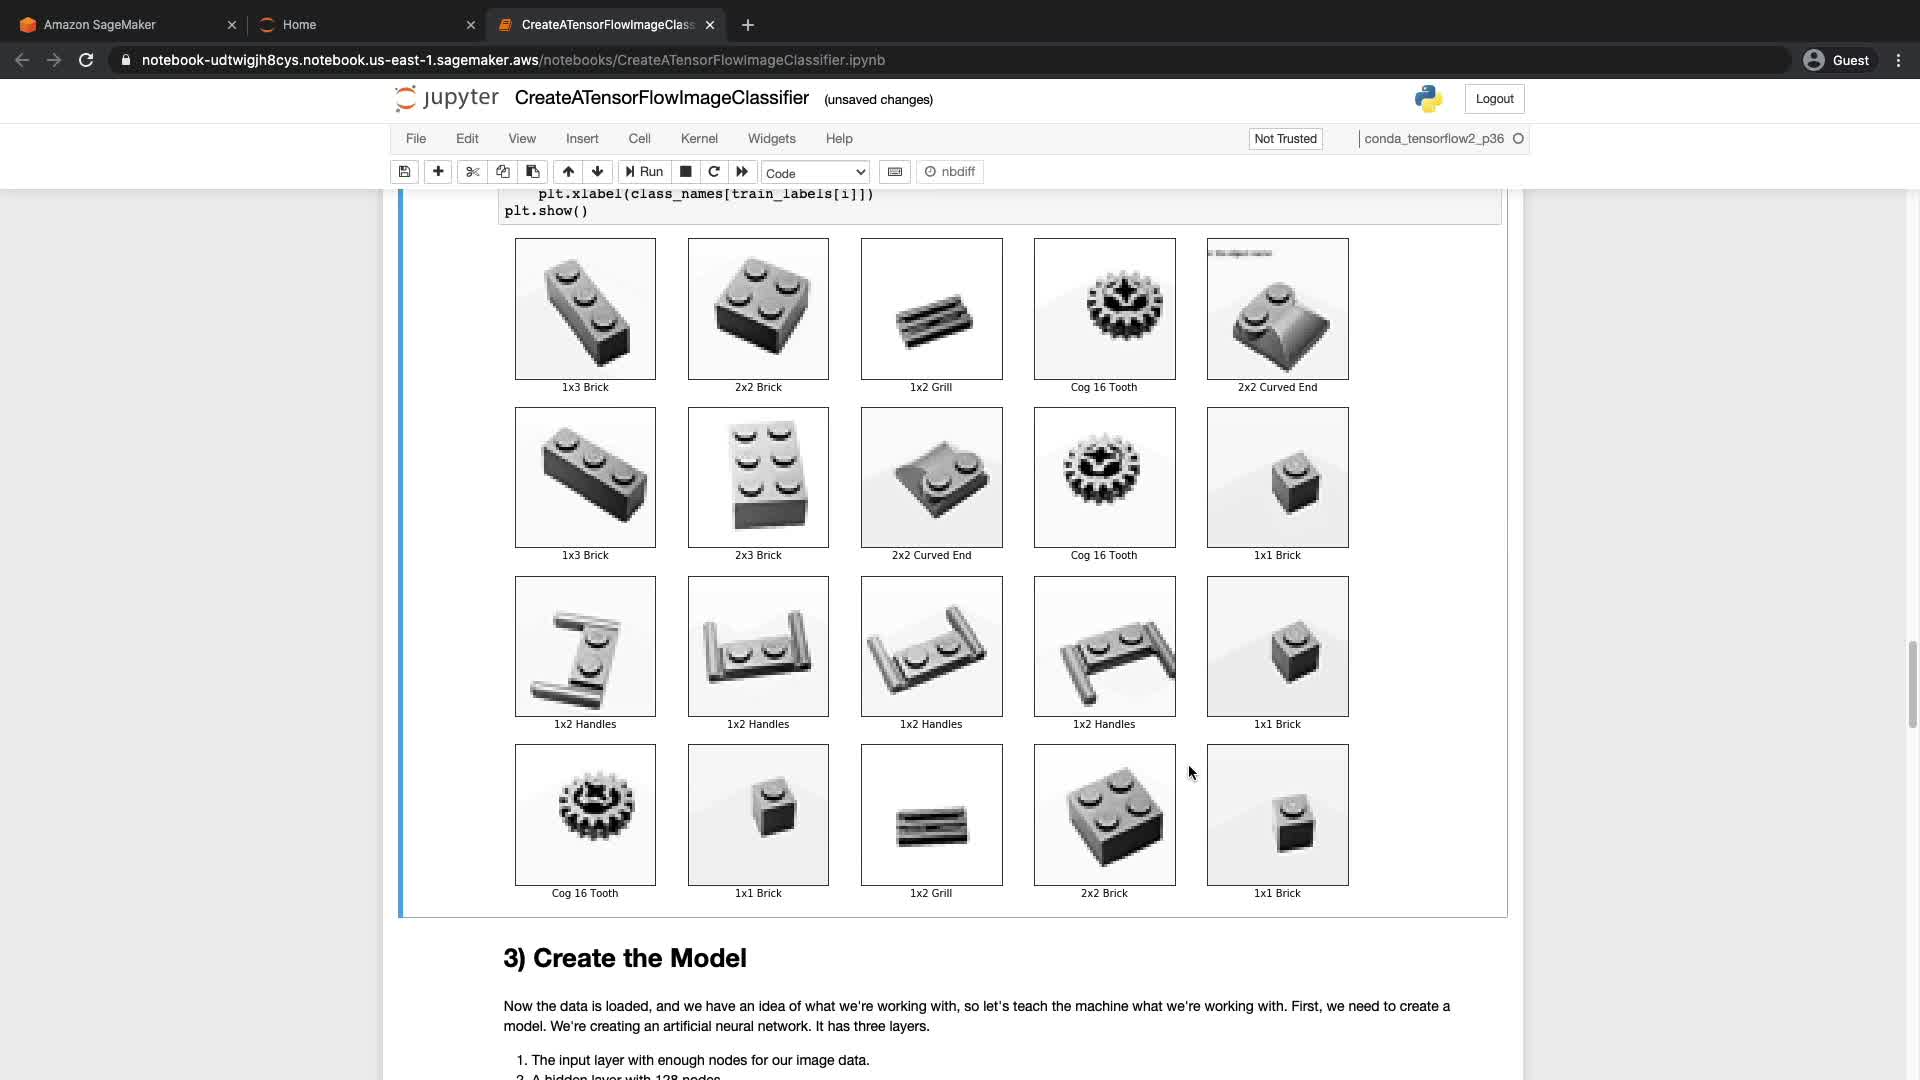 Amazon SageMaker
Home
CreateATensorFlowImageClass
notebook-udtwigjh8cys.notebook.us-east-1.sagemaker.aws/notebooks/CreateATensorFlowImageClassifier.ipynb
Guest
jupyter CreateATensorFlowImageClassifier (unsaved changes)
Logout
File Edit View Insert Cell Kernel Widgets Help
Not Trusted
conda_tensorflow2_p36
Run
Code
nbdiff
plt.xlabel(class_names[train_labels[i]])
plt.show()
1x3 Brick 2x2 Brick 1x2 Grill Cog 16 Tooth 2x2 Curved End
1x3 Brick 2x3 Brick 2x2 Curved End Cog 16 Tooth 1x1 Brick
1x2 Handles 1x2 Handles 1x2 Handles 1x2 Handles 1x1 Brick
Cog 16 Tooth 1x1 Brick 1x2 Grill 2x2 Brick 1x1 Brick
3) Create the Model
Now the data is loaded, and we have an idea of what we're working with, so let's teach the machine what we're working with. First, we need to create a
model. We're creating an artificial neural network. It has three layers.
1. The input layer with enough nodes for our image data.
2. A hidden layer with 128 nodes.